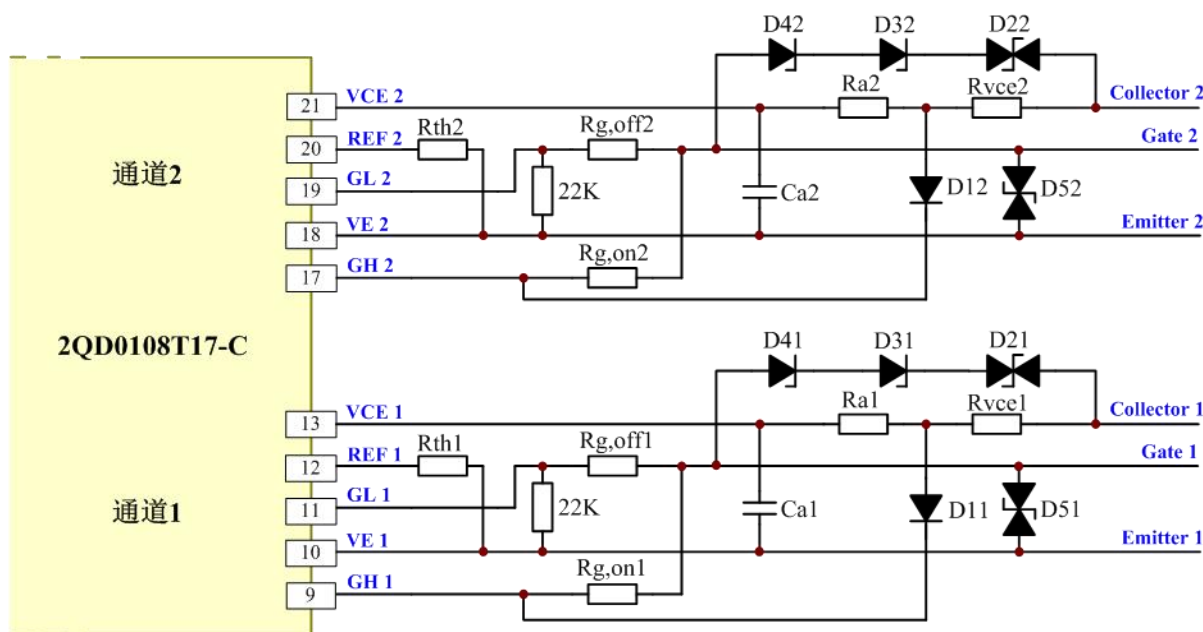 D42
D32
D22
21
VCE 2
Ra2
Rvce2
Collector 2
20
REF 2
Rth2
Rg,off2
Gate 2
通道2
19
GL 2
22K
Ca2
D12
D52
18
VE 2
Emitter 2
17
GH 2
Rg,on2
2QD0108T17-C
D41
D31
D21
13
VCE 1
Ra1
Rvce1
Collector 1
12
REF 1
Rth1
Rg,off1
Gate 1
通道1
11
GL 1
22K
Ca1
D11
D51
10
VE 1
Emitter 1
9
GH 1
Rg,on1